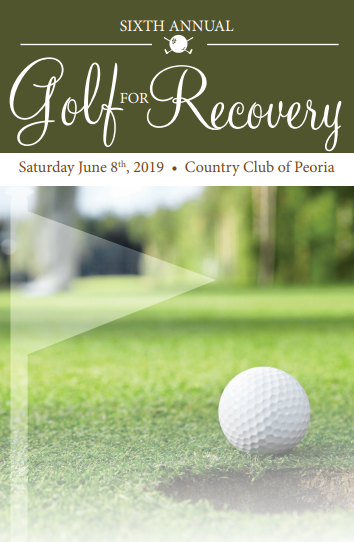 SIXTH ANNUAL
Golf FOR Recovery
Saturday June 8th, 2019 • Country Club of Peoria